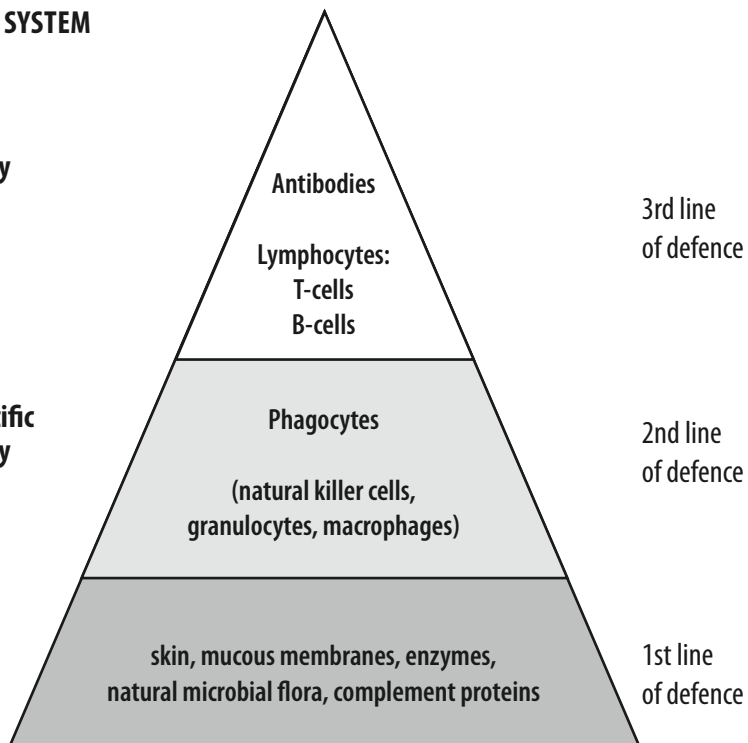 SYSTEM
Antibodies
Lymphocytes:
T-cells
B-cells
3rd line
of defence
Phagocytes
(natural killer cells,
granulocytes, macrophages)
2nd line
of defence
skin, mucous membranes, enzymes,
natural microbial flora, complement proteins
1st line
of defence